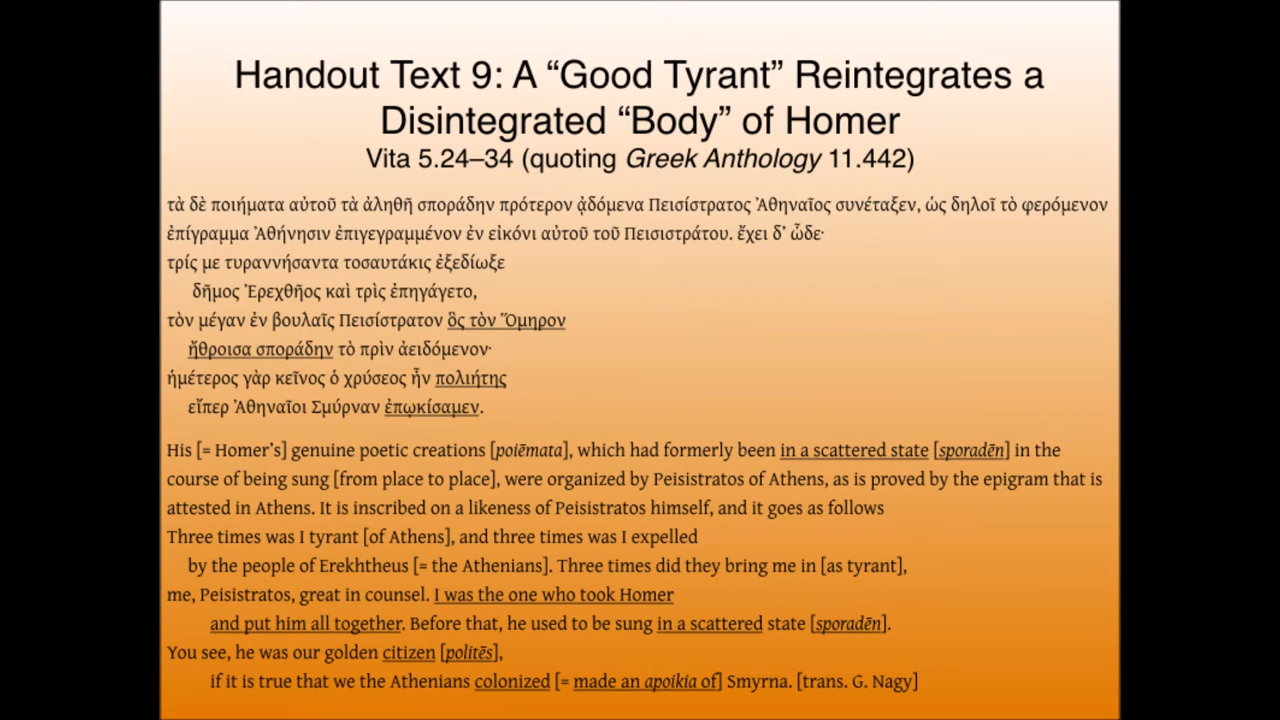 Handout Text 9: A “Good Tyrant” Reintegrates a
Disintegrated “Body” of Homer
Vita 5.24–34 (quoting Greek Anthology 11.442)
τὰ δὲ ποιήματα αὐτοῦ τὰ ἀληθῆ σποράδην πρότερον ᾀδόμενα Πεισίστρατος Ἀθηναῖος συνέταξεν, ὡς δηλοῖ τὸ φερόμενον
ἐπίγραμμα Ἀθήνησιν ἐπιγεγραμμένον ἐν εἰκόνι αὐτοῦ τοῦ Πεισιστράτου. ἔχει δ’ ὧδε·
τρίς με τυραννήσαντα τοσαυτάκις ἐξεδίωξε
δῆμος Ἐρεχθῆος καὶ τρὶς ἐπηγάγετο,
τὸν μέγαν ἐν βουλαῖς Πεισίστρατον ὃς τὸν Ὅμηρον
ἤθροισα σποράδην τὸ πρὶν ἀειδόμενον·
ἡμέτερος γὰρ κεῖνος ὁ χρύσεος ἦν πολιήτης
εἴπερ Ἀθηναῖοι Σμύρναν ἐπῳκίσαμεν.
His [= Homer’s] genuine poetic creations [poiēmata], which had formerly been in a scattered state [sporadēn] in the
course of being sung [from place to place], were organized by Peisistratos of Athens, as is proved by the epigram that is
attested in Athens. It is inscribed on a likeness of Peisistratos himself, and it goes as follows
Three times was I tyrant [of Athens], and three times was I expelled
by the people of Erekhtheus [= the Athenians]. Three times did they bring me in [as tyrant],
me, Peisistratos, great in counsel. I was the one who took Homer
and put him all together. Before that, he used to be sung in a scattered state [sporadēn].
You see, he was our golden citizen [politēs],
if it is true that we the Athenians colonized [= made an apoikia of] Smyrna. [trans. G. Nagy]